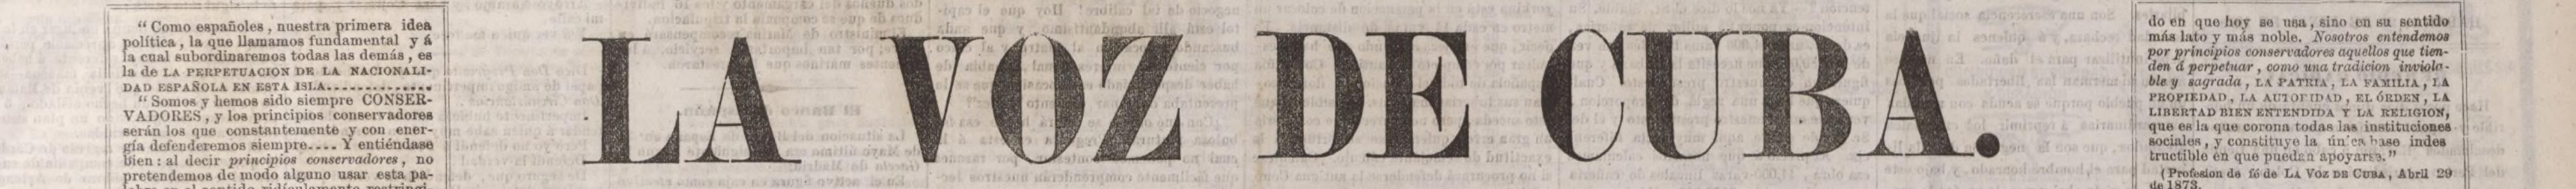 “Como españoles, nuestra primera idea
política, la que llamamos fundamental y á
la cual subordinaremos todas las demás, es
la de LA PERPETUACION DE LA NACIONALI-
DAD ESPAÑOLA EN ESTA ISLA.............
“Somos y hemos sido siempre CONSER-
VADORES, y los principios conservadores
serán los que constantemente y con ener-
gía defenderemos siempre.... Y entiéndase
bien: al decir principios conservadores, no
pretendemos de modo alguno usar esta pa-
labra en el sentido ridículamente restringi-
LA VOZ DE CUBA.
do en que hoy se usa, sino en su sentido
más lato y más noble. Nosotros entendemos
por principios conservadores aquellos que tien-
den á perpetuar, como una tradicion inviola-
ble y sagrada, LA PATRIA, LA FAMILIA, LA
PROPIEDAD, LA AUTORIDAD, EL ÓRDEN, LA
LIBERTAD BIEN ENTENDIDA Y LA RELIGION,
que es la que corona todas las instituciones
sociales, y constituye la única base indes
tructible en que puedan apoyarse.”
(Profesion de fé de LA VOZ DE CUBA, Abril 29
de 1873.